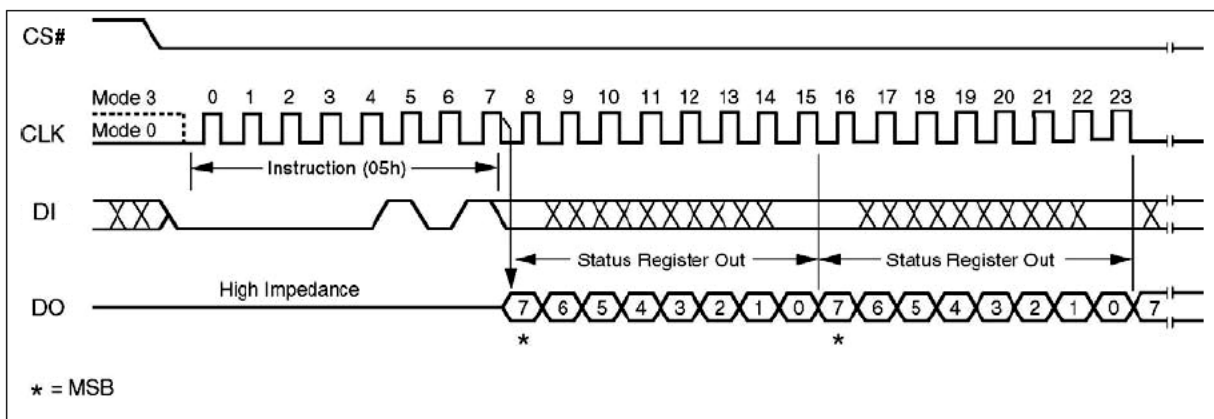 CS#
Mode 3 0 1 2 3 4 5 6 7 8 9 10 11 12 13 14 15 16 17 18 19 20 21 22 23
CLK Mode 0
Instruction (05h)
DI
Status Register Out Status Register Out
High Impedance
DO 7 6 5 4 3 2 1 0 7 6 5 4 3 2 1 0 7
* *
* = MSB